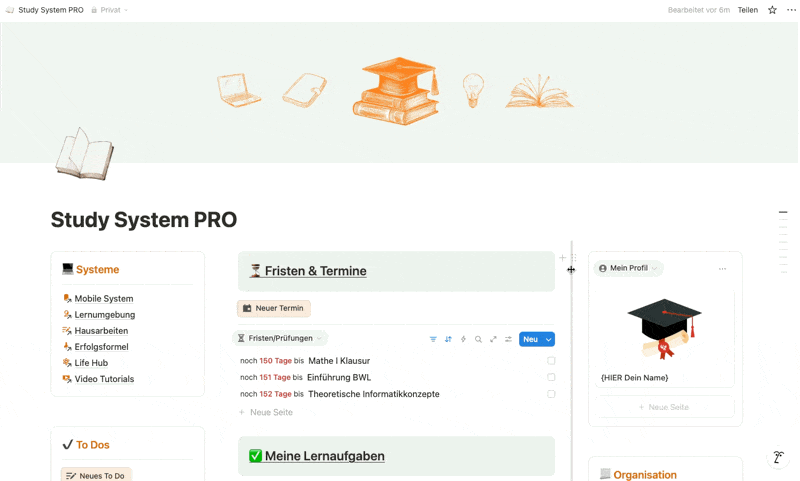 Study System PRO Privat
Bearbeitet vor 6m Teilen
Study System PRO
Systeme
Mobile System
Lernumgebung
Hausarbeiten
Erfolgsformel
Life Hub
Video Tutorials
To Dos
Neues To Do
Fristen & Termine
Neuer Termin
Fristen/Prüfungen
Neu
noch 150 Tage bis Mathe I Klausur
noch 151 Tage bis Einführung BWL
noch 152 Tage bis Theoretische Informatikkonzepte
+ Neue Seite
Meine Lernaufgaben
Mein Profil
{HIER Dein Name}
+ Neue Seite
Organisation